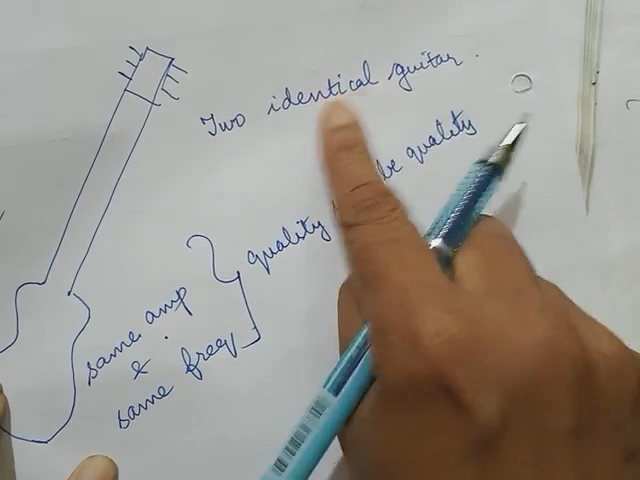 Two identical guitar.
quality be quality
same amp
&
same freq